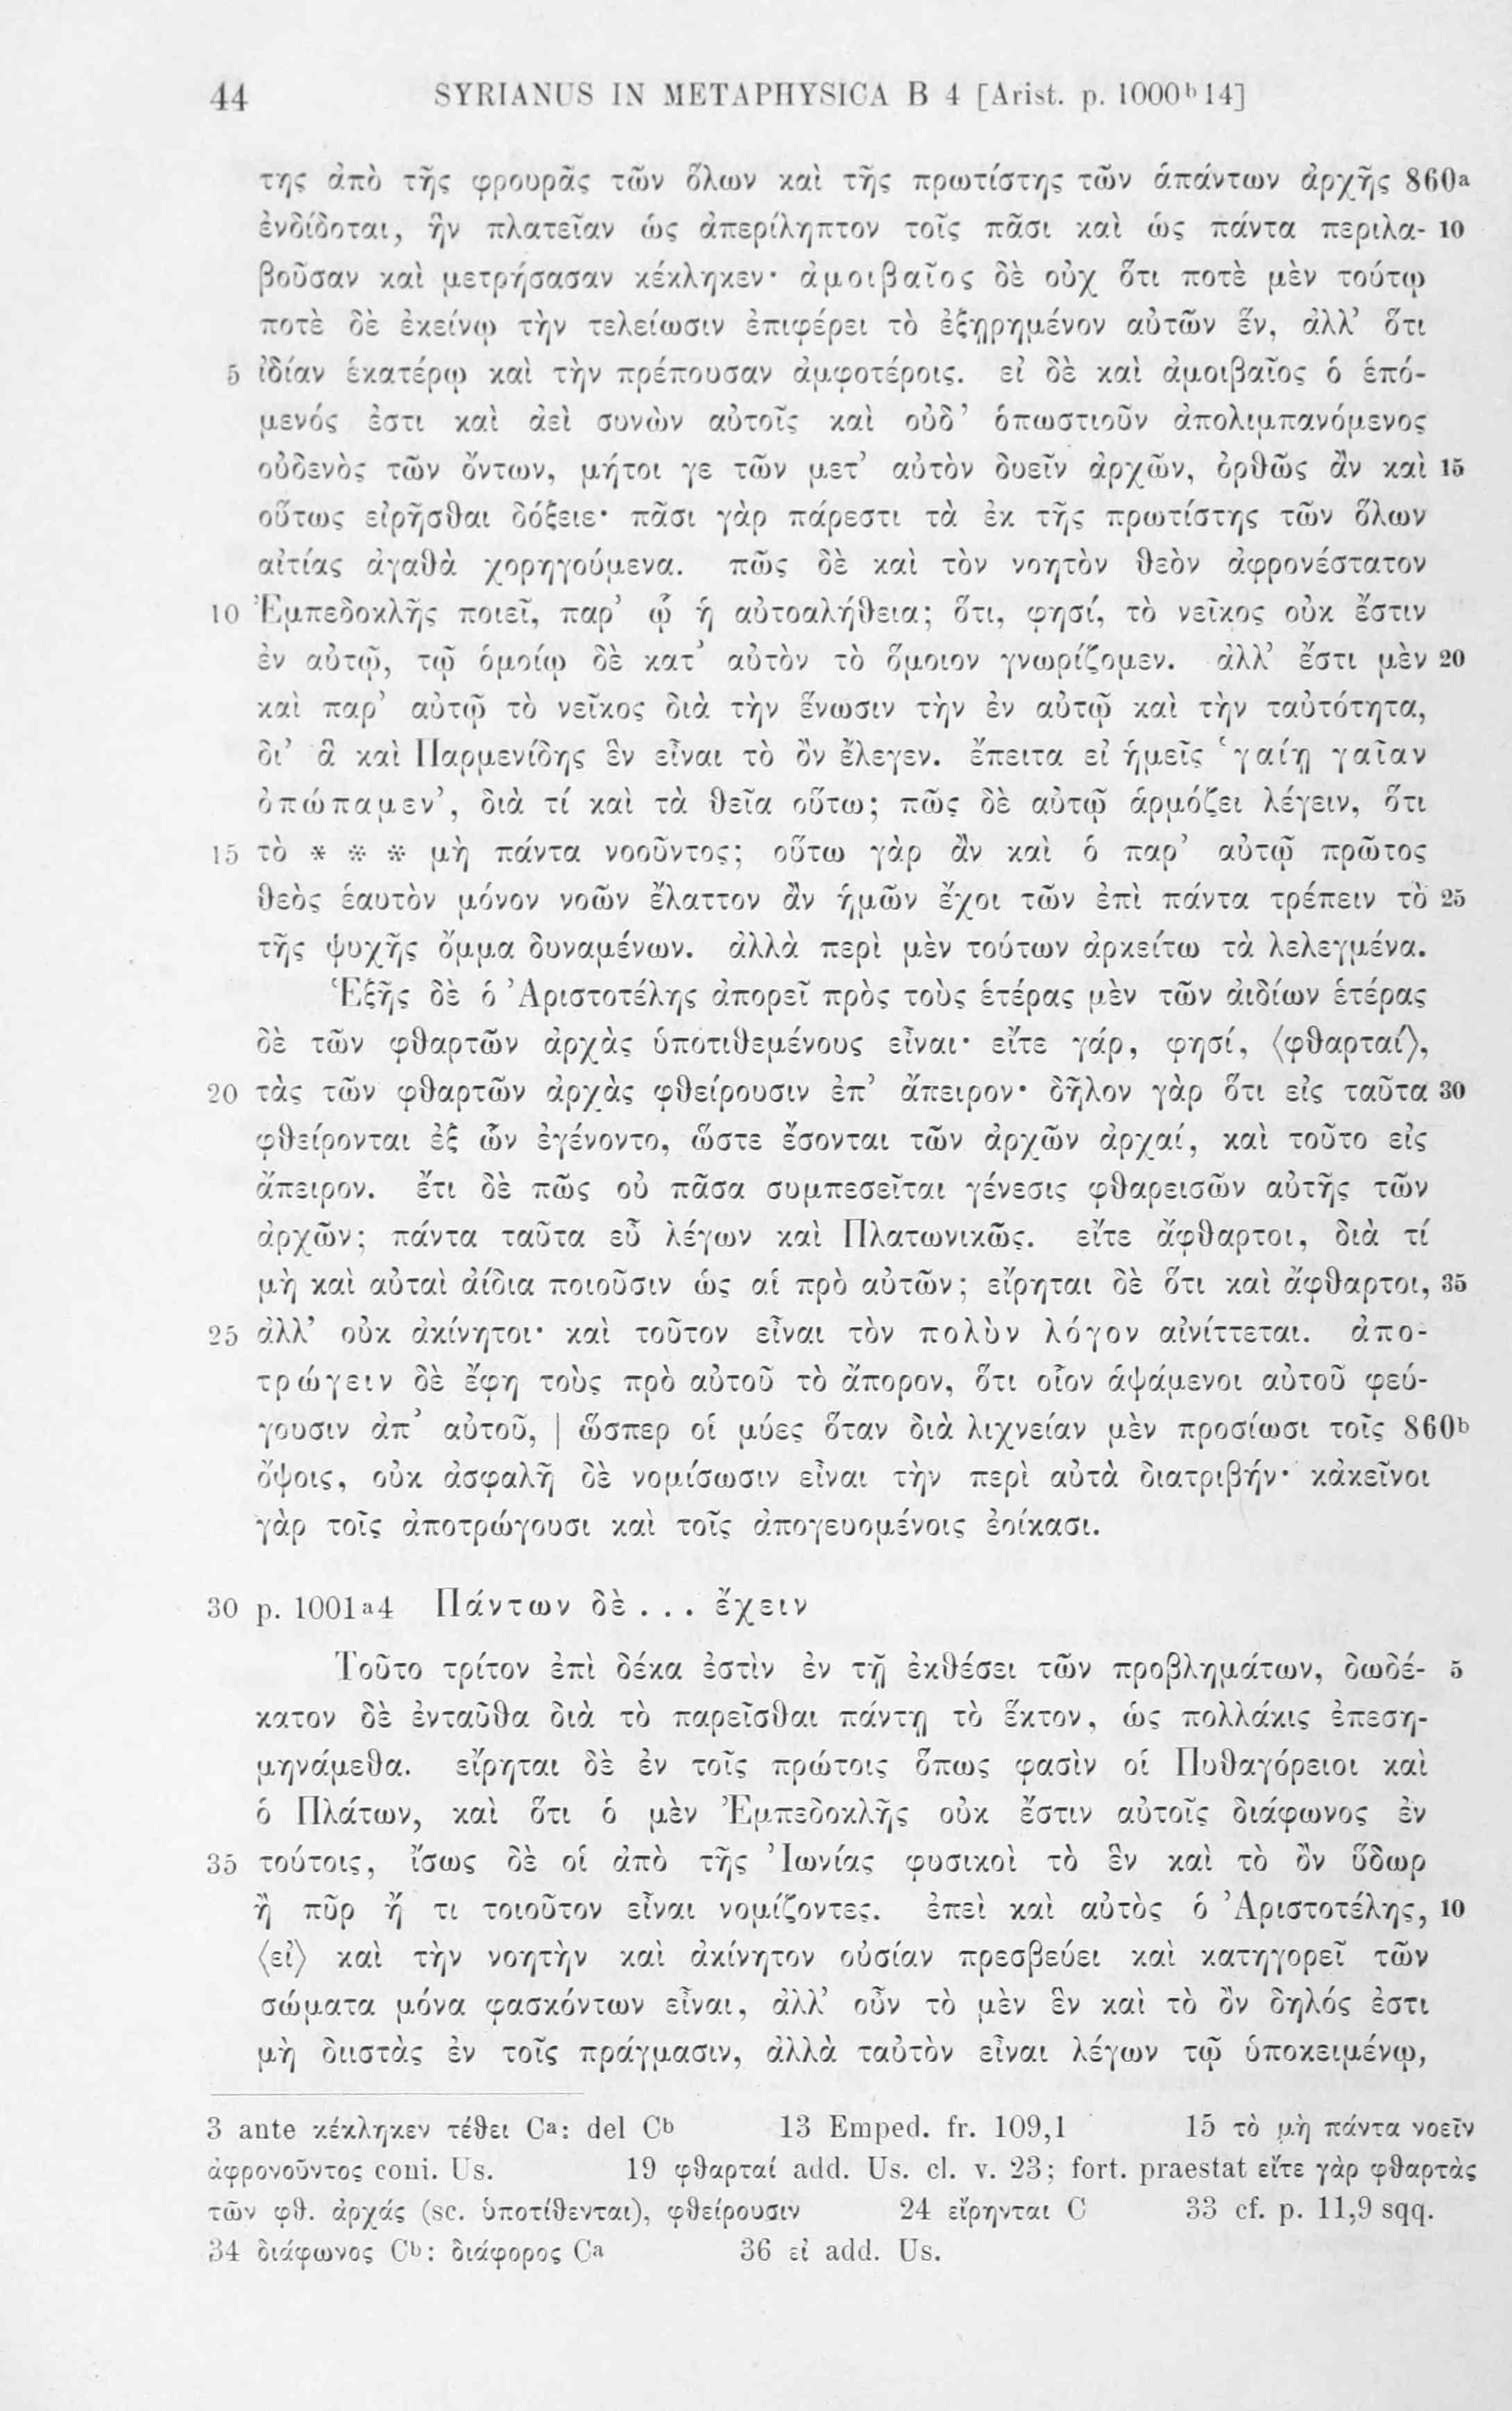 44 SYRIANUS IN METAPHYSICA B 4 [Arist. p. 1000ᵇ14]
της ἀπὸ τῆς φρουρᾶς τῶν ὅλων καὶ τῆς πρωτίστης τῶν ἁπάντων ἀρχῆς 860ᵃ
ἐνδίδοται, ἣν πλατεῖαν ὡς ἀπερίληπτον τοῖς πᾶσι καὶ ὡς πάντα περιλα- 10
βοῦσαν καὶ μετρήσασαν κέκληκεν· ἀμοιβαῖος δὲ οὐχ ὅτι ποτὲ μὲν τούτῳ
ποτὲ δὲ ἐκείνῳ τὴν τελείωσιν ἐπιφέρει τὸ ἐξῃρημένον αὐτῶν ἕν, ἀλλ’ ὅτι
5 ἰδίαν ἑκατέρῳ καὶ τὴν πρέπουσαν ἀμφοτέροις. εἰ δὲ καὶ ἀμοιβαῖος ὁ ἑπό-
μενός ἐστι καὶ ἀεὶ συνὼν αὐτοῖς καὶ οὐδ’ ὁπωστιοῦν ἀπολιμπανόμενος
οὐδενὸς τῶν ὄντων, μήτοι γε τῶν μετ’ αὐτὸν δυεῖν ἀρχῶν, ὀρθῶς ἂν καὶ 15
οὕτως εἰρῆσθαι δόξειε· πᾶσι γὰρ πάρεστι τὰ ἐκ τῆς πρωτίστης τῶν ὅλων
αἰτίας ἀγαθὰ χορηγούμενα. πῶς δὲ καὶ τὸν νοητὸν θεὸν ἀφρονέστατον
10 Ἐμπεδοκλῆς ποιεῖ, παρ’ ᾧ ἡ αὐτοαλήθεια; ὅτι, φησί, τὸ νεῖκος οὐκ ἔστιν
ἐν αὐτῷ, τῷ ὁμοίῳ δὲ κατ’ αὐτὸν τὸ ὅμοιον γνωρίζομεν. ἀλλ’ ἔστι μὲν 20
καὶ παρ’ αὐτῷ τὸ νεῖκος διὰ τὴν ἕνωσιν τὴν ἐν αὐτῷ καὶ τὴν ταὐτότητα,
δι’ ἃ καὶ Παρμενίδης ἓν εἶναι τὸ ὂν ἔλεγεν. ἔπειτα εἰ ἡμεῖς ‘γαίῃ γαῖαν
ὀπώπαμεν’, διὰ τί καὶ τὰ θεῖα οὕτω; πῶς δὲ αὐτῷ ἁρμόζει λέγειν, ὅτι
15 τὸ * * * μὴ πάντα νοοῦντος; οὕτω γὰρ ἂν καὶ ὁ παρ’ αὐτῷ πρῶτος
θεὸς ἑαυτὸν μόνον νοῶν ἔλαττον ἂν ἡμῶν ἔχοι τῶν ἐπὶ πάντα τρέπειν τὸ 25
τῆς ψυχῆς ὄμμα δυναμένων. ἀλλὰ περὶ μὲν τούτων ἀρκείτω τὰ λελεγμένα.
Ἑξῆς δὲ ὁ Ἀριστοτέλης ἀπορεῖ πρὸς τοὺς ἑτέρας μὲν τῶν ἀιδίων ἑτέρας
δὲ τῶν φθαρτῶν ἀρχὰς ὑποτιθεμένους εἶναι· εἴτε γάρ, φησί, ⟨φθαρταί⟩,
20 τὰς τῶν φθαρτῶν ἀρχὰς φθείρουσιν ἐπ’ ἄπειρον· δῆλον γὰρ ὅτι εἰς ταῦτα 30
φθείρονται ἐξ ὧν ἐγένοντο, ὥστε ἔσονται τῶν ἀρχῶν ἀρχαί, καὶ τοῦτο εἰς
ἄπειρον. ἔτι δὲ πῶς οὐ πᾶσα συμπεσεῖται γένεσις φθαρεισῶν αὐτῆς τῶν
ἀρχῶν; πάντα ταῦτα εὖ λέγων καὶ Πλατωνικῶς. εἴτε ἄφθαρτοι, διὰ τί
μὴ καὶ αὐταὶ ἀίδια ποιοῦσιν ὡς αἱ πρὸ αὐτῶν; εἴρηται δὲ ὅτι καὶ ἄφθαρτοι, 35
25 ἀλλ’ οὐκ ἀκίνητοι· καὶ τοῦτον εἶναι τὸν πολὺν λόγον αἰνίττεται. ἀπο-
τρώγειν δὲ ἔφη τοὺς πρὸ αὐτοῦ τὸ ἄπορον, ὅτι οἷον ἁψάμενοι αὐτοῦ φεύ-
γουσιν ἀπ’ αὐτοῦ, | ὥσπερ οἱ μύες ὅταν διὰ λιχνείαν μὲν προσίωσι τοῖς 860ᵇ
ὄψοις, οὐκ ἀσφαλῆ δὲ νομίσωσιν εἶναι τὴν περὶ αὐτὰ διατριβήν· κἀκεῖνοι
γὰρ τοῖς ἀποτρώγουσι καὶ τοῖς ἀπογευομένοις ἐοίκασι.
30 p. 1001ᵃ4 Πάντων δὲ . . . ἔχειν
Τοῦτο τρίτον ἐπὶ δέκα ἐστὶν ἐν τῇ ἐκθέσει τῶν προβλημάτων, δωδέ- 5
κατον δὲ ἐνταῦθα διὰ τὸ παρεῖσθαι πάντῃ τὸ ἕκτον, ὡς πολλάκις ἐπεση-
μηνάμεθα. εἴρηται δὲ ἐν τοῖς πρώτοις ὅπως φασὶν οἱ Πυθαγόρειοι καὶ
ὁ Πλάτων, καὶ ὅτι ὁ μὲν Ἐμπεδοκλῆς οὐκ ἔστιν αὐτοῖς διάφωνος ἐν
35 τούτοις, ἴσως δὲ οἱ ἀπὸ τῆς Ἰωνίας φυσικοὶ τὸ ἓν καὶ τὸ ὂν ὕδωρ
ἢ πῦρ ἤ τι τοιοῦτον εἶναι νομίζοντες. ἐπεὶ καὶ αὐτὸς ὁ Ἀριστοτέλης, 10
⟨εἰ⟩ καὶ τὴν νοητὴν καὶ ἀκίνητον οὐσίαν πρεσβεύει καὶ κατηγορεῖ τῶν
σώματα μόνα φασκόντων εἶναι, ἀλλ’ οὖν τὸ μὲν ἓν καὶ τὸ ὂν δηλός ἐστι
μὴ διιστὰς ἐν τοῖς πράγμασιν, ἀλλὰ ταὐτὸν εἶναι λέγων τῷ ὑποκειμένῳ,
3 ante κέκληκεν τέθει Cᵃ: del Cᵇ 13 Emped. fr. 109,1 15 τὸ μὴ πάντα νοεῖν
ἀφρονοῦντος coni. Us. 19 φθαρταί add. Us. cl. v. 23; fort. praestat εἴτε γὰρ φθαρτὰς
τῶν φθ. ἀρχάς (sc. ὑποτίθενται), φθείρουσιν 24 εἴρηνται C 33 cf. p. 11,9 sqq.
34 διάφωνος Cᵇ: διάφορος Cᵃ 36 εἰ add. Us.